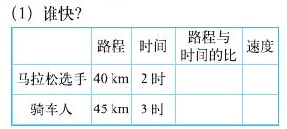 (1) 谁快?
路程 时间 路程与时间的比 速度
马拉松选手 40 km 2时
骑车人 45 km 3时